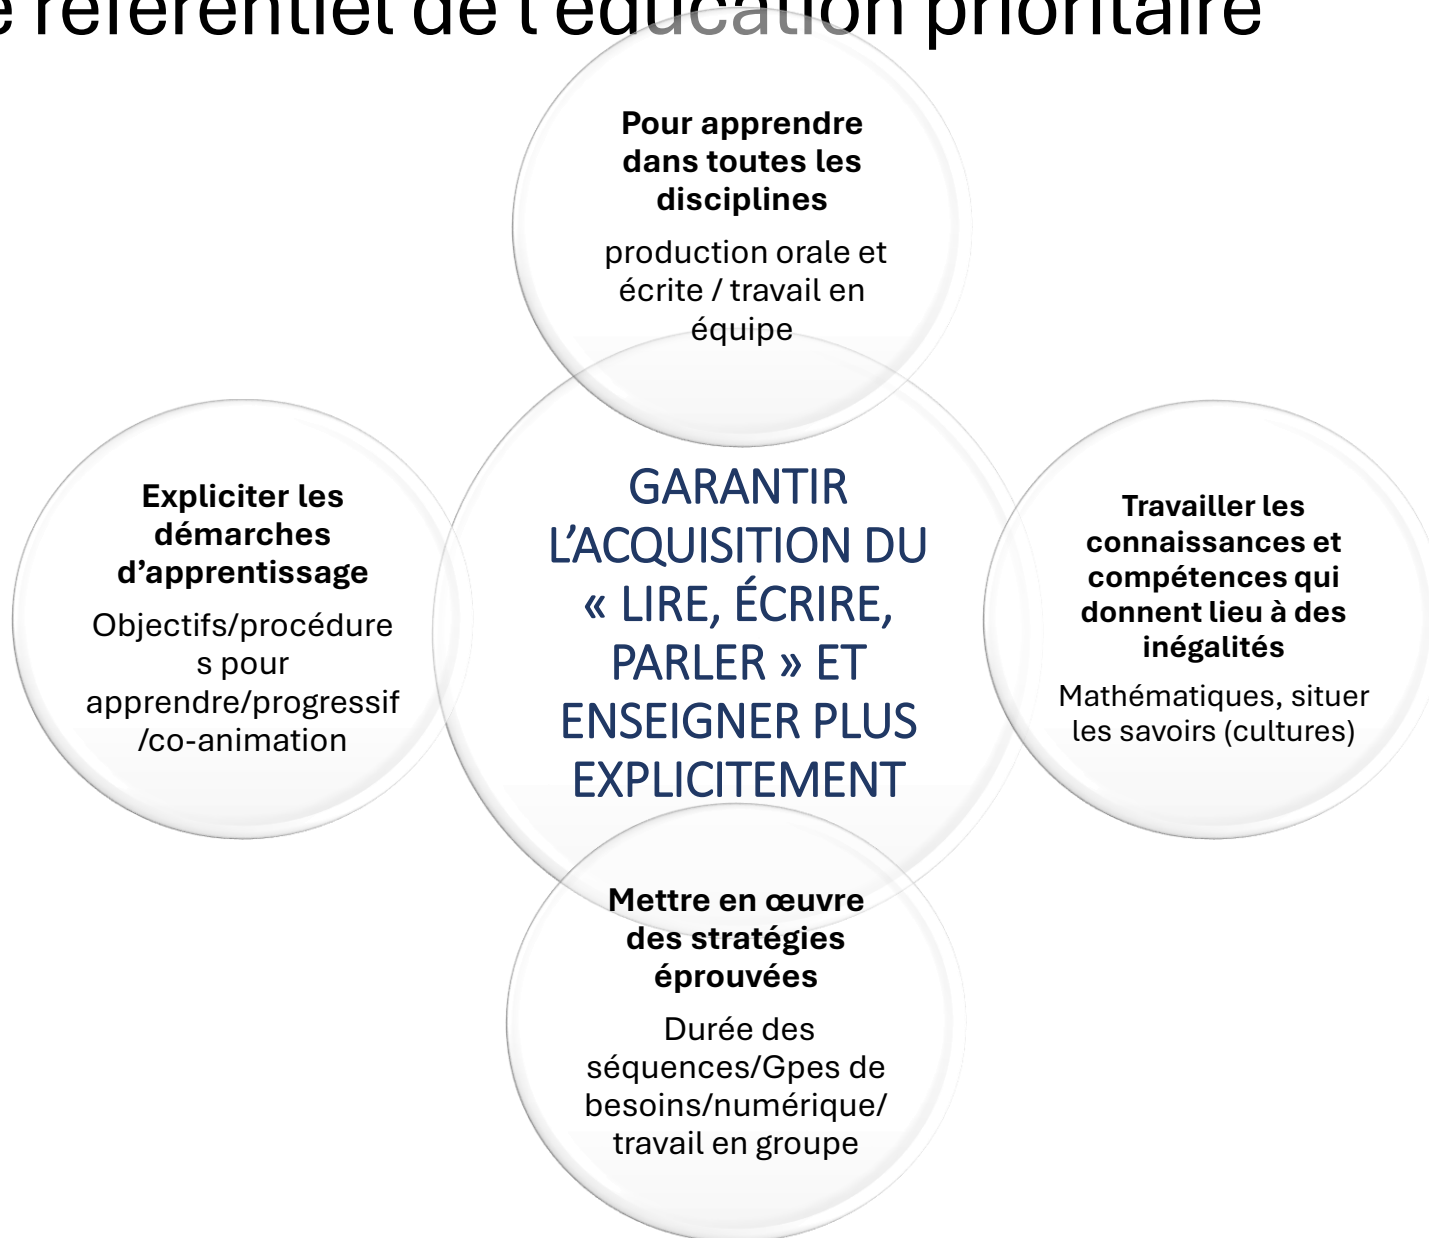 e référentiel de l'éducation prioritaire
Pour apprendre
dans toutes les
disciplines
production orale et
écrite / travail en
équipe
Expliciter les
démarches
d'apprentissage
Objectifs/procédure
s pour
apprendre/progressif
/co-animation
GARANTIR
L'ACQUISITION DU
« LIRE, ÉCRIRE,
PARLER » ET
ENSEIGNER PLUS
EXPLICITEMENT
Travailler les
connaissances et
compétences qui
donnent lieu à des
inégalités
Mathématiques, situer
les savoirs (cultures)
Mettre en œuvre
des stratégies
éprouvées
Durée des
séquences/Gpes de
besoins/numérique/
travail en groupe